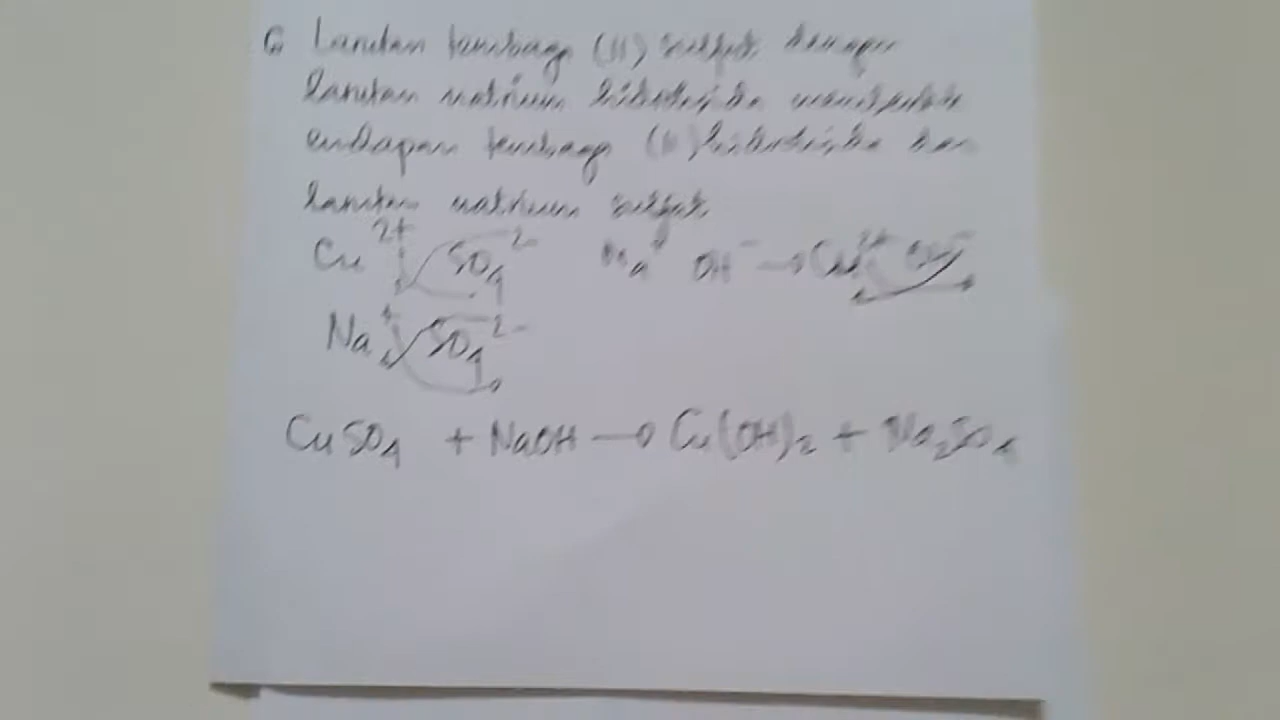 6. Larutan tembaga (II) sulfat dengan
larutan natrium hidroksida membentuk
endapan tembaga (II) hidroksida dan
larutan natrium sulfat.
Cu²⁺ SO₄²⁻ Na⁺ OH⁻ → Cu²⁺ OH⁻
Na⁺ SO₄²⁻
CuSO₄ + NaOH → Cu(OH)₂ + Na₂SO₄